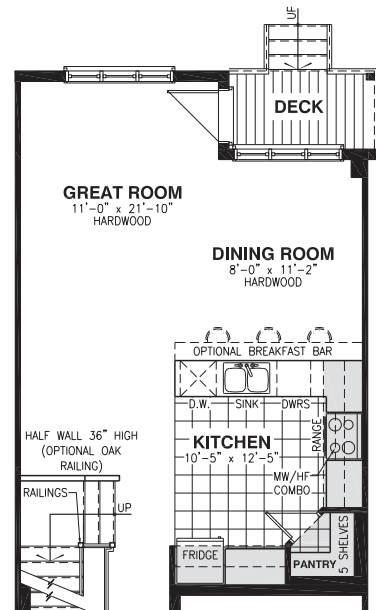 UF
DECK
GREAT ROOM
11'-0" x 21'-10"
HARDWOOD
DINING ROOM
8'-0" x 11'-2"
HARDWOOD
OPTIONAL BREAKFAST BAR
D.W. SINK DWRS
RANGE
KITCHEN
10'-5" x 12'-5"
HALF WALL 36" HIGH
(OPTIONAL OAK
RAILING)
MW/HF
COMBO
RAILINGS
UP
FRIDGE
PANTRY
5 SHELVES